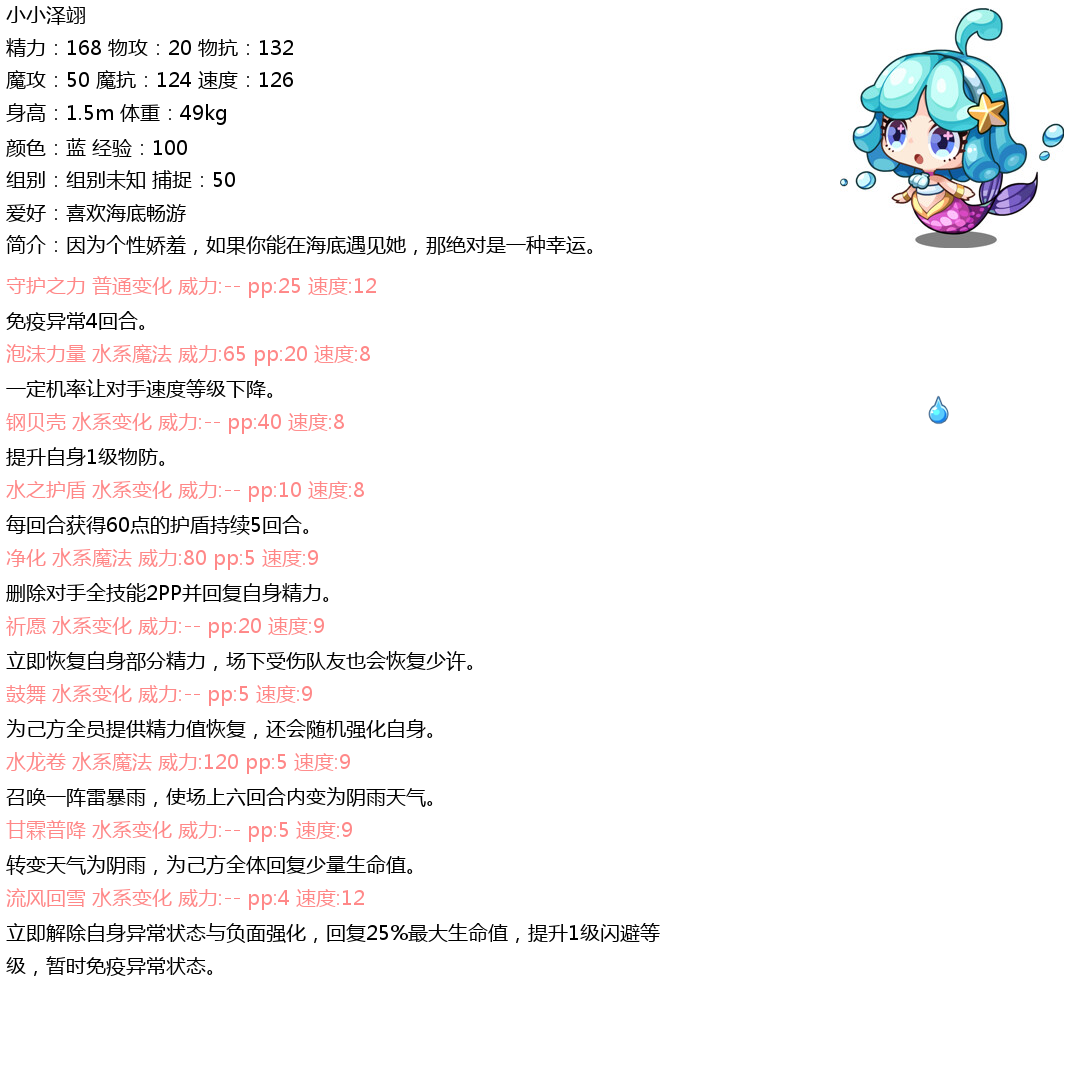 小小泽翊
精力：168 物攻：20 物抗：132
魔攻：50 魔抗：124 速度：126
身高：1.5m 体重：49kg
颜色：蓝 经验：100
组别：组别未知 捕捉：50
爱好：喜欢海底畅游
简介：因为个性娇羞，如果你能在海底遇见她，那绝对是一种幸运。
守护之力 普通变化 威力:-- pp:25 速度:12
免疫异常4回合。
泡沫力量 水系魔法 威力:65 pp:20 速度:8
一定机率让对手速度等级下降。
钢贝壳 水系变化 威力:-- pp:40 速度:8
提升自身1级物防。
水之护盾 水系变化 威力:-- pp:10 速度:8
每回合获得60点的护盾持续5回合。
净化 水系魔法 威力:80 pp:5 速度:9
删除对手全技能2PP并回复自身精力。
祈愿 水系变化 威力:-- pp:20 速度:9
立即恢复自身部分精力，场下受伤队友也会恢复少许。
鼓舞 水系变化 威力:-- pp:5 速度:9
为己方全员提供精力值恢复，还会随机强化自身。
水龙卷 水系魔法 威力:120 pp:5 速度:9
召唤一阵雷暴雨，使场上六回合内变为阴雨天气。
甘霖普降 水系变化 威力:-- pp:5 速度:9
转变天气为阴雨，为己方全体回复少量生命值。
流风回雪 水系变化 威力:-- pp:4 速度:12
立即解除自身异常状态与负面强化，回复25%最大生命值，提升1级闪避等
级，暂时免疫异常状态。